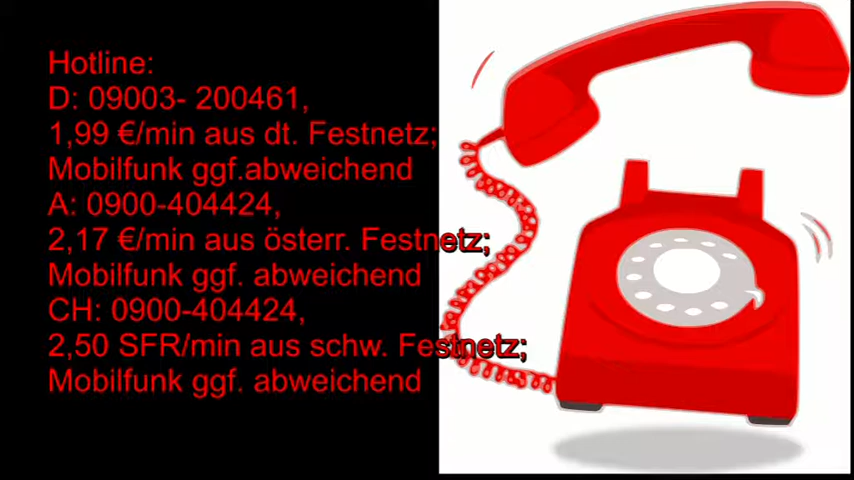 Hotline:
D: 09003- 200461,
1,99 €/min aus dt. Festnetz;
Mobilfunk ggf.abweichend
A: 0900-404424,
2,17 €/min aus österr. Festnetz;
Mobilfunk ggf. abweichend
CH: 0900-404424,
2,50 SFR/min aus schw. Festnetz;
Mobilfunk ggf. abweichend